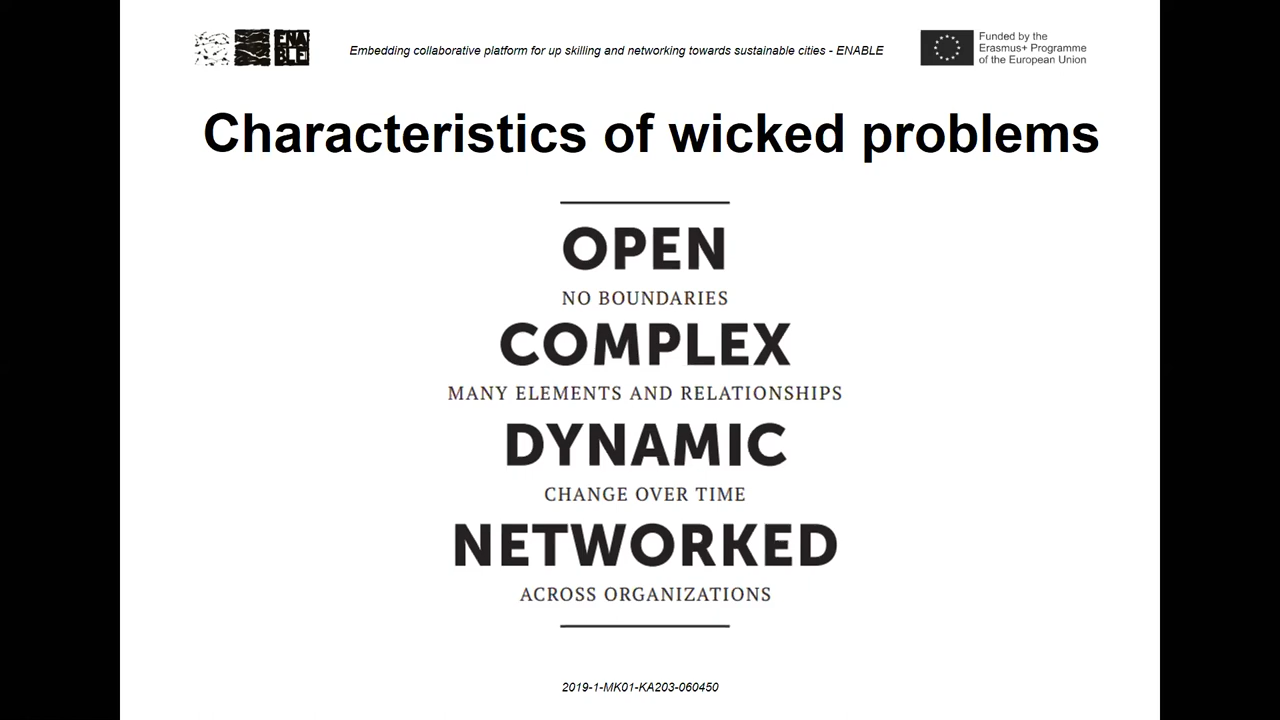 ENA
BLE
Embedding collaborative platform for up skilling and networking towards sustainable cities - ENABLE
Funded by the
Erasmus+ Programme
of the European Union
Characteristics of wicked problems
OPEN
NO BOUNDARIES
COMPLEX
MANY ELEMENTS AND RELATIONSHIPS
DYNAMIC
CHANGE OVER TIME
NETWORKED
ACROSS ORGANIZATIONS
2019-1-MK01-KA203-060450